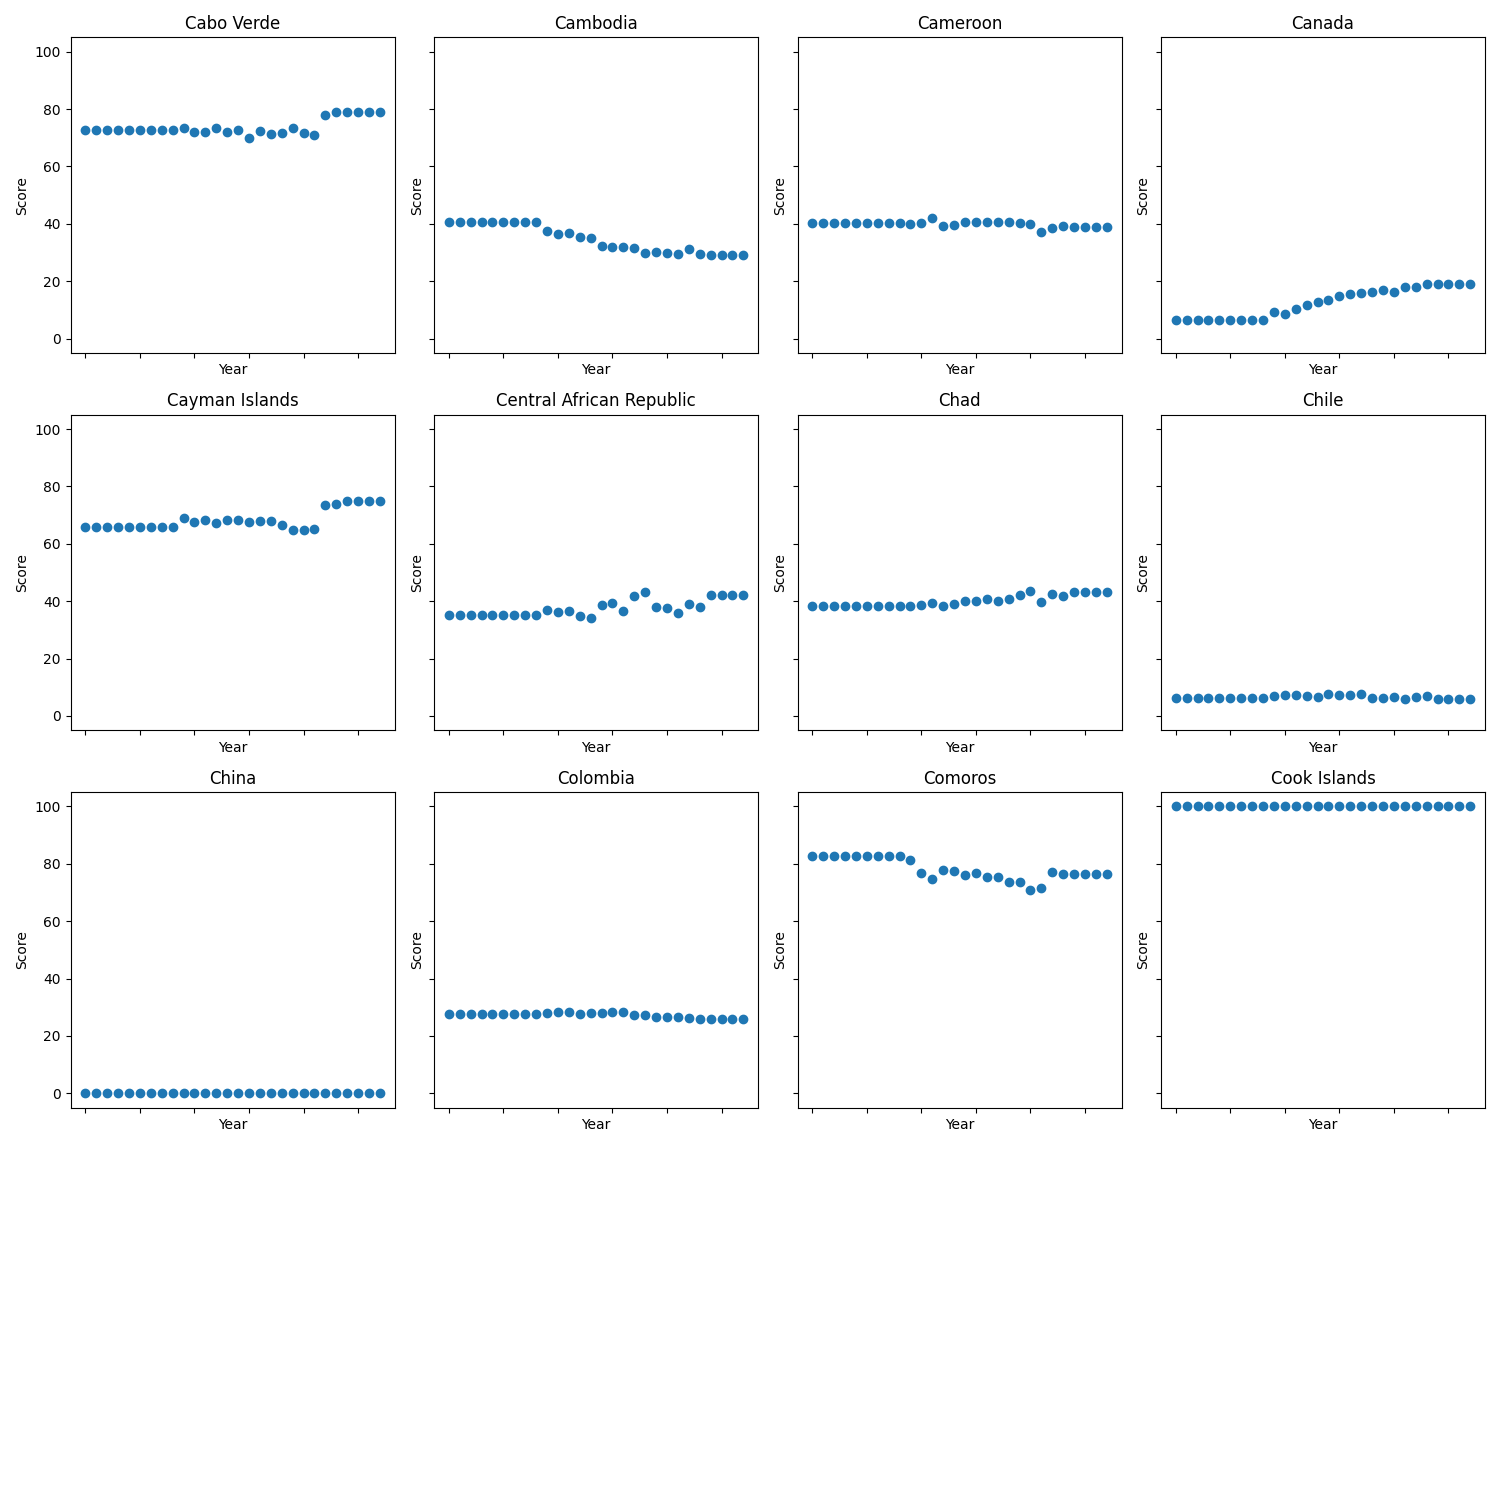 Cabo Verde Cambodia Cameroon Canada
100
80
60
40
20
0
Score Score Score Score
Year Year Year Year
Cayman Islands Central African Republic Chad Chile
100
80
60
40
20
0
Score Score Score Score
Year Year Year Year
China Colombia Comoros Cook Islands
100
80
60
40
20
0
Score Score Score Score
Year Year Year Year